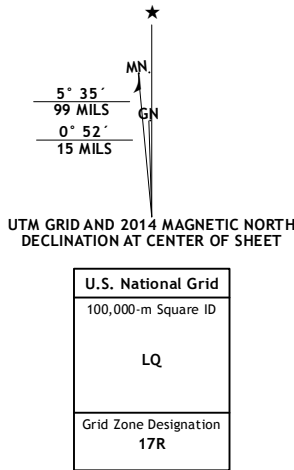 ★
MN.
5° 35´
99 MILS
GN
0° 52´
15 MILS
UTM GRID AND 2014 MAGNETIC NORTH
DECLINATION AT CENTER OF SHEET
U.S. National Grid
100,000-m Square ID
LQ
Grid Zone Designation
17R